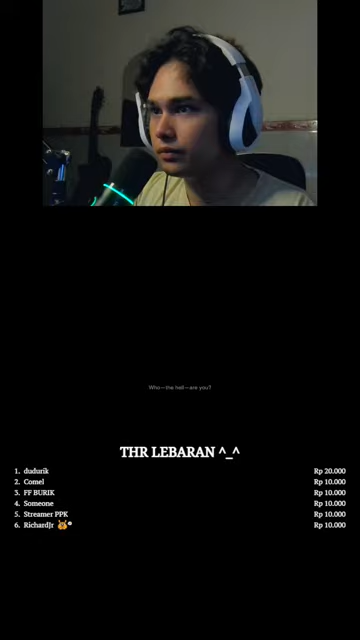 Who—the hell—are you?
THR LEBARAN ^_^
1. dudurik Rp 20.000
2. Comel Rp 10.000
3. FF BURIK Rp 10.000
4. Someone Rp 10.000
5. Streamer PPK Rp 10.000
6. RichardJr Rp 10.000